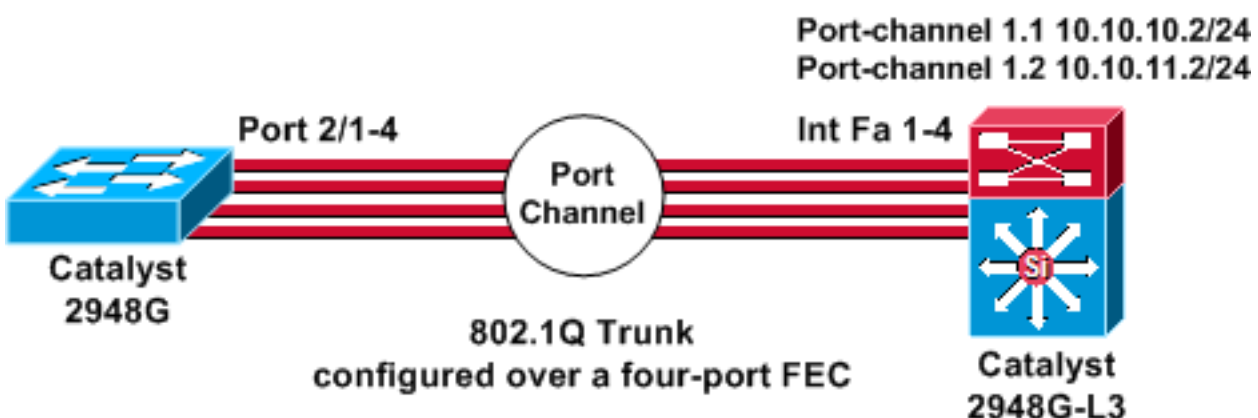 Port-channel 1.1 10.10.10.2/24
Port-channel 1.2 10.10.11.2/24
Port 2/1-4
Int Fa 1-4
Port
Channel
Si
Catalyst
2948G
802.1Q Trunk
configured over a four-port FEC
Catalyst
2948G-L3